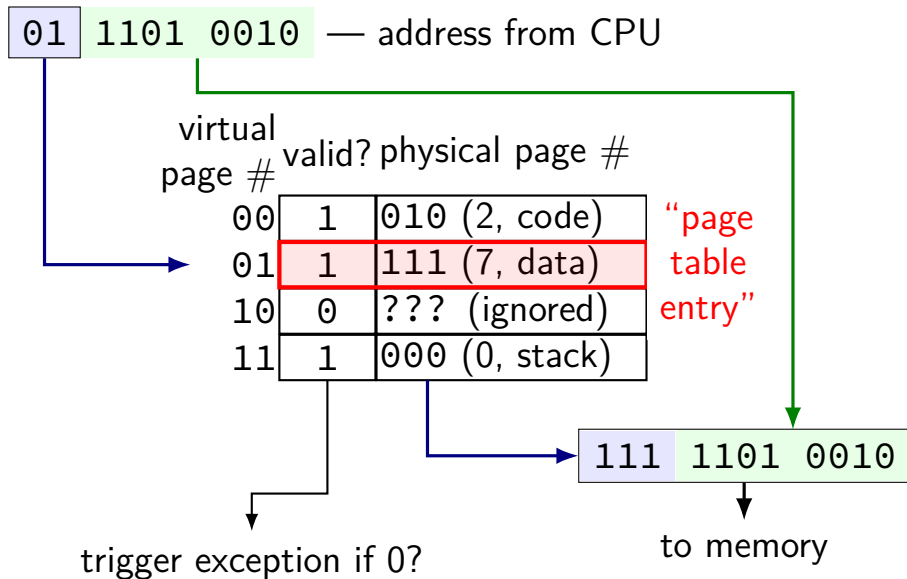 01 1101 0010 — address from CPU
virtual
page #
valid? physical page #
00 1 010 (2, code)
01 1 111 (7, data)
10 0 ??? (ignored)
11 1 000 (0, stack)
“page
table
entry”
111 1101 0010
trigger exception if 0?
to memory